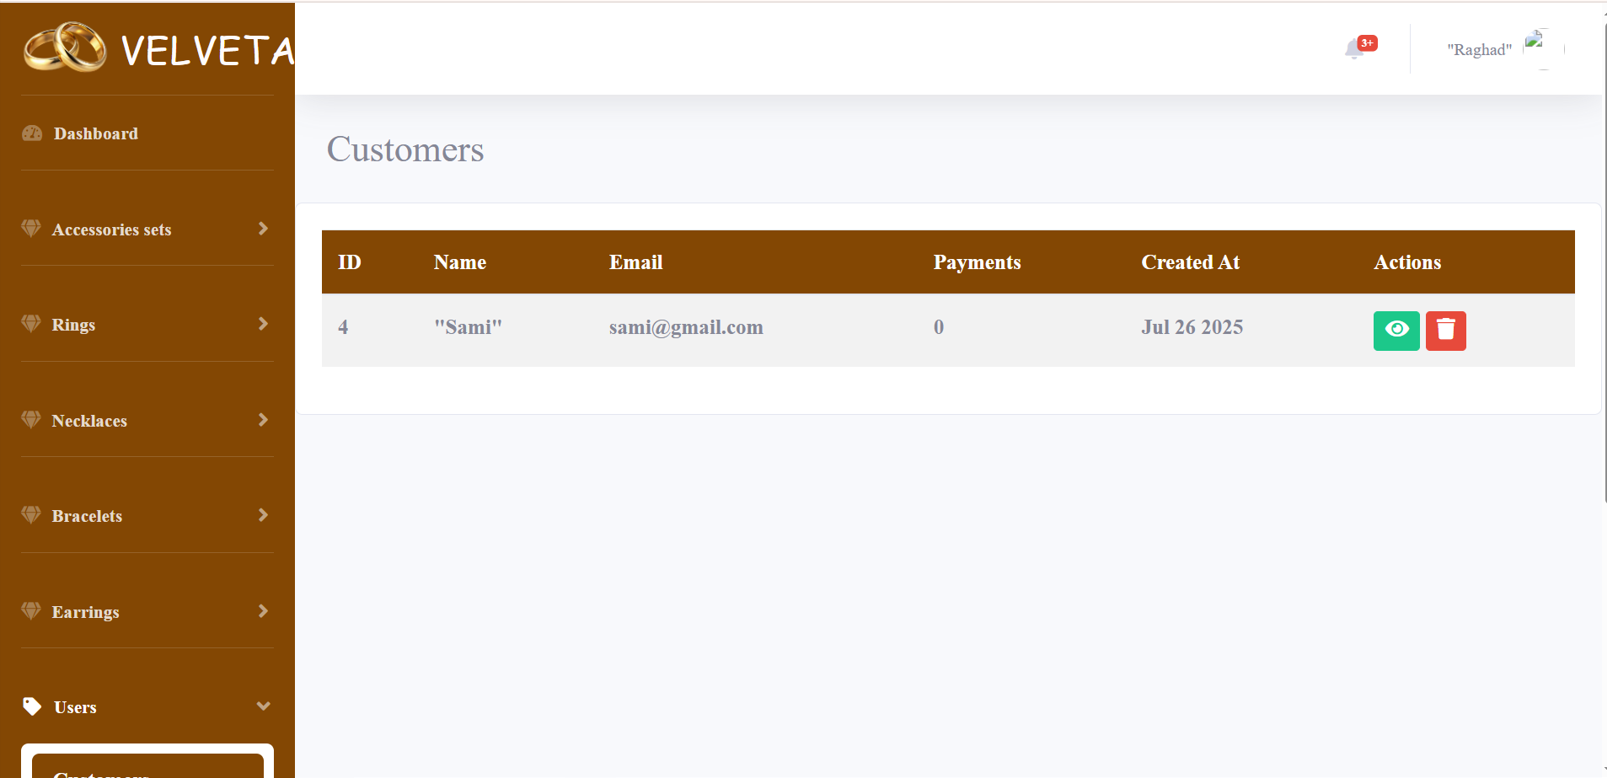 VELVETA
3+
"Raghad"
Dashboard
Customers
Accessories sets
ID Name Email Payments Created At Actions
4 "Sami" sami@gmail.com 0 Jul 26 2025
Rings
Necklaces
Bracelets
Earrings
Users
Customers